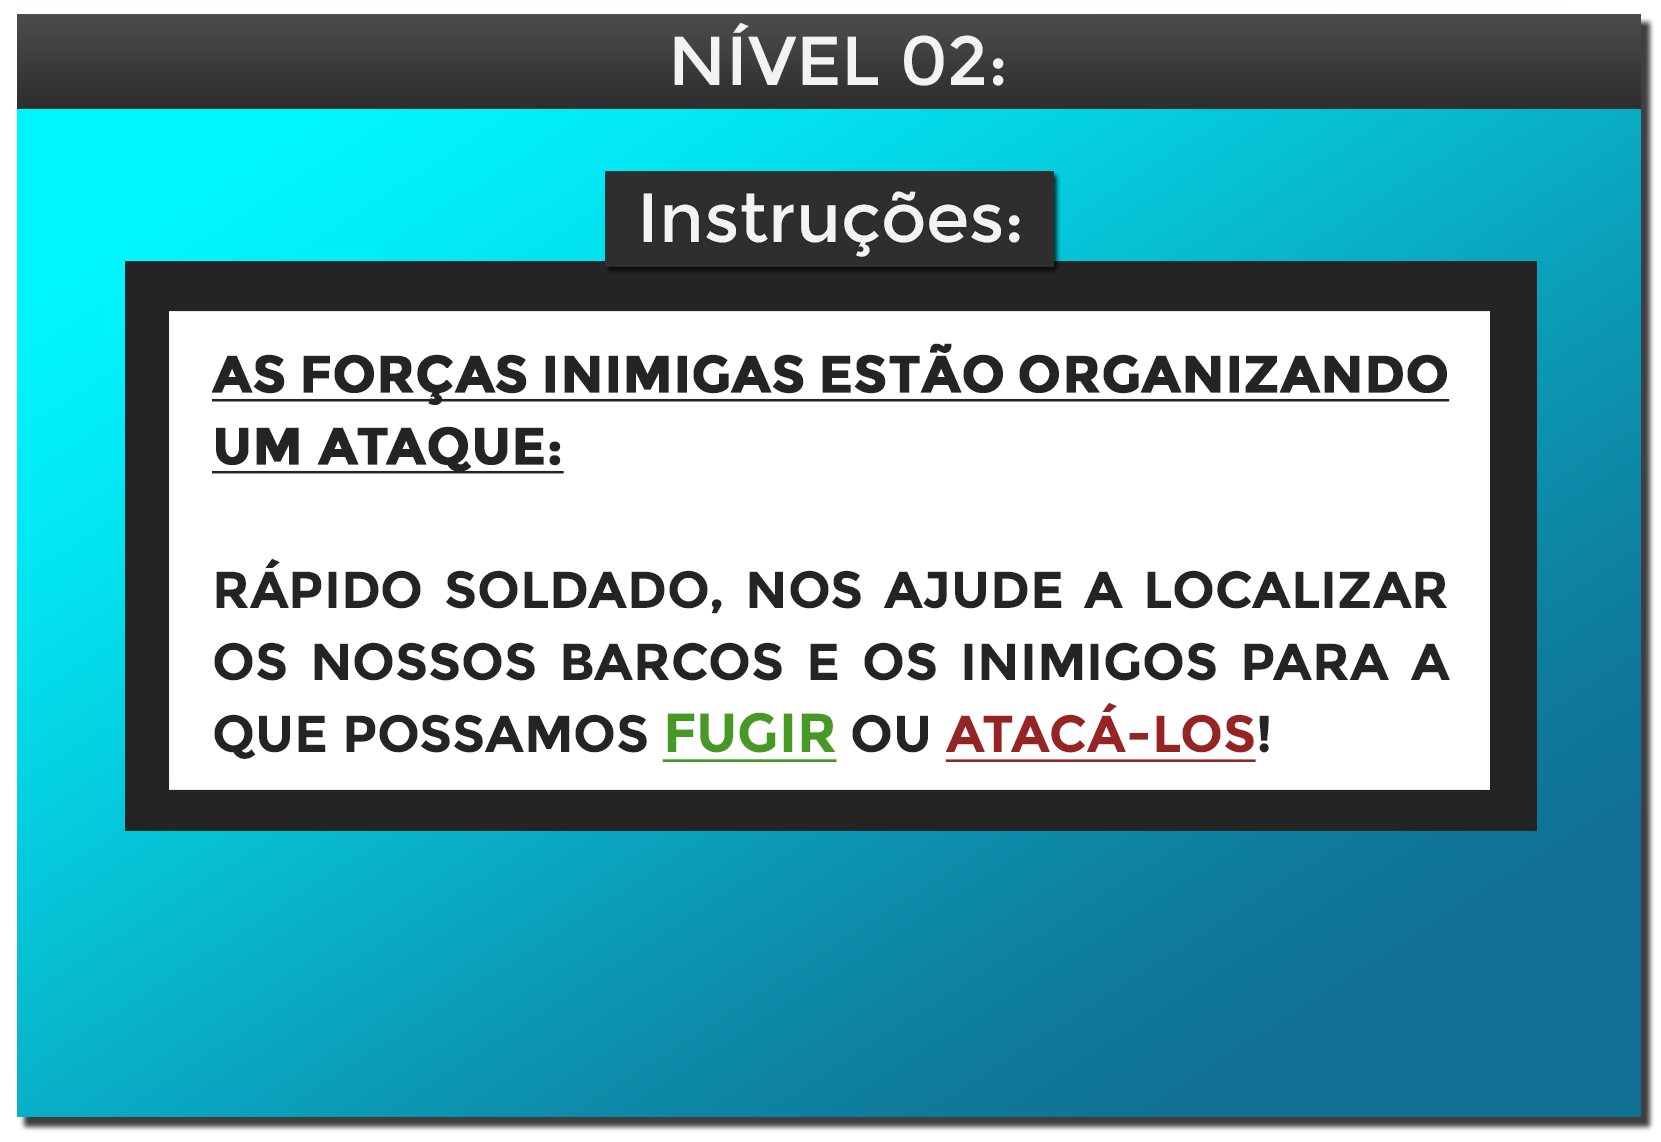 NÍVEL 02:
Instruções:
AS FORÇAS INIMIGAS ESTÃO ORGANIZANDO
UM ATAQUE:
RÁPIDO SOLDADO, NOS AJUDE A LOCALIZAR
OS NOSSOS BARCOS E OS INIMIGOS PARA A
QUE POSSAMOS FUGIR OU ATACÁ-LOS!